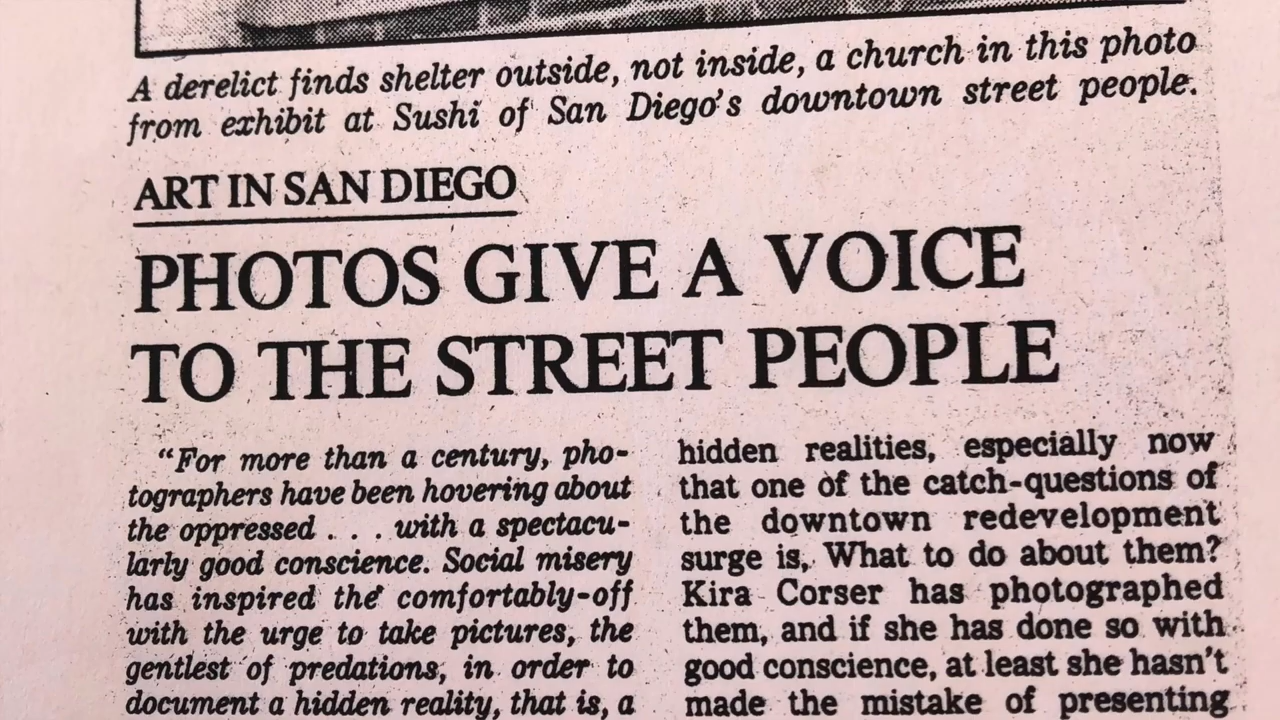 A derelict finds shelter outside, not inside, a church in this photo
from exhibit at Sushi of San Diego's downtown street people.
ART IN SAN DIEGO
PHOTOS GIVE A VOICE
TO THE STREET PEOPLE
"For more than a century, pho-
tographers have been hovering about
the oppressed . . . with a spectacu-
larly good conscience. Social misery
has inspired the comfortably-off
with the urge to take pictures, the
gentlest of predations, in order to
document a hidden reality, that is, a
hidden realities, especially now
that one of the catch-questions of
the downtown redevelopment
surge is, What to do about them?
Kira Corser has photographed
them, and if she has done so with
good conscience, at least she hasn't
made the mistake of presenting